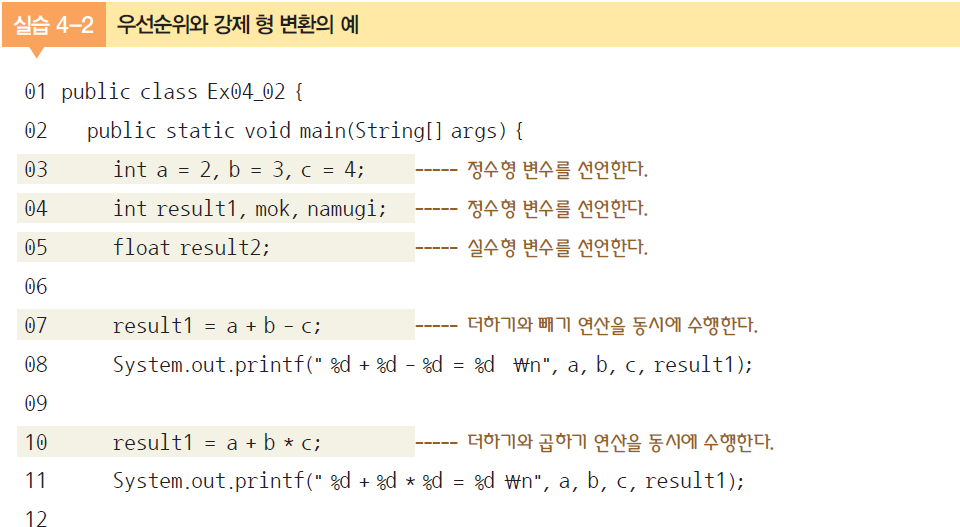 실습 4-2 우선순위와 강제 형 변환의 예
01 public class Ex04_02 {
02 public static void main(String[] args) {
03 int a = 2, b = 3, c = 4; ----- 정수형 변수를 선언한다.
04 int result1, mok, namugi; ----- 정수형 변수를 선언한다.
05 float result2; ----- 실수형 변수를 선언한다.
06
07 result1 = a + b - c; ----- 더하기와 빼기 연산을 동시에 수행한다.
08 System.out.printf(" %d + %d - %d = %d ₩n", a, b, c, result1);
09
10 result1 = a + b * c; ----- 더하기와 곱하기 연산을 동시에 수행한다.
11 System.out.printf(" %d + %d * %d = %d ₩n", a, b, c, result1);
12